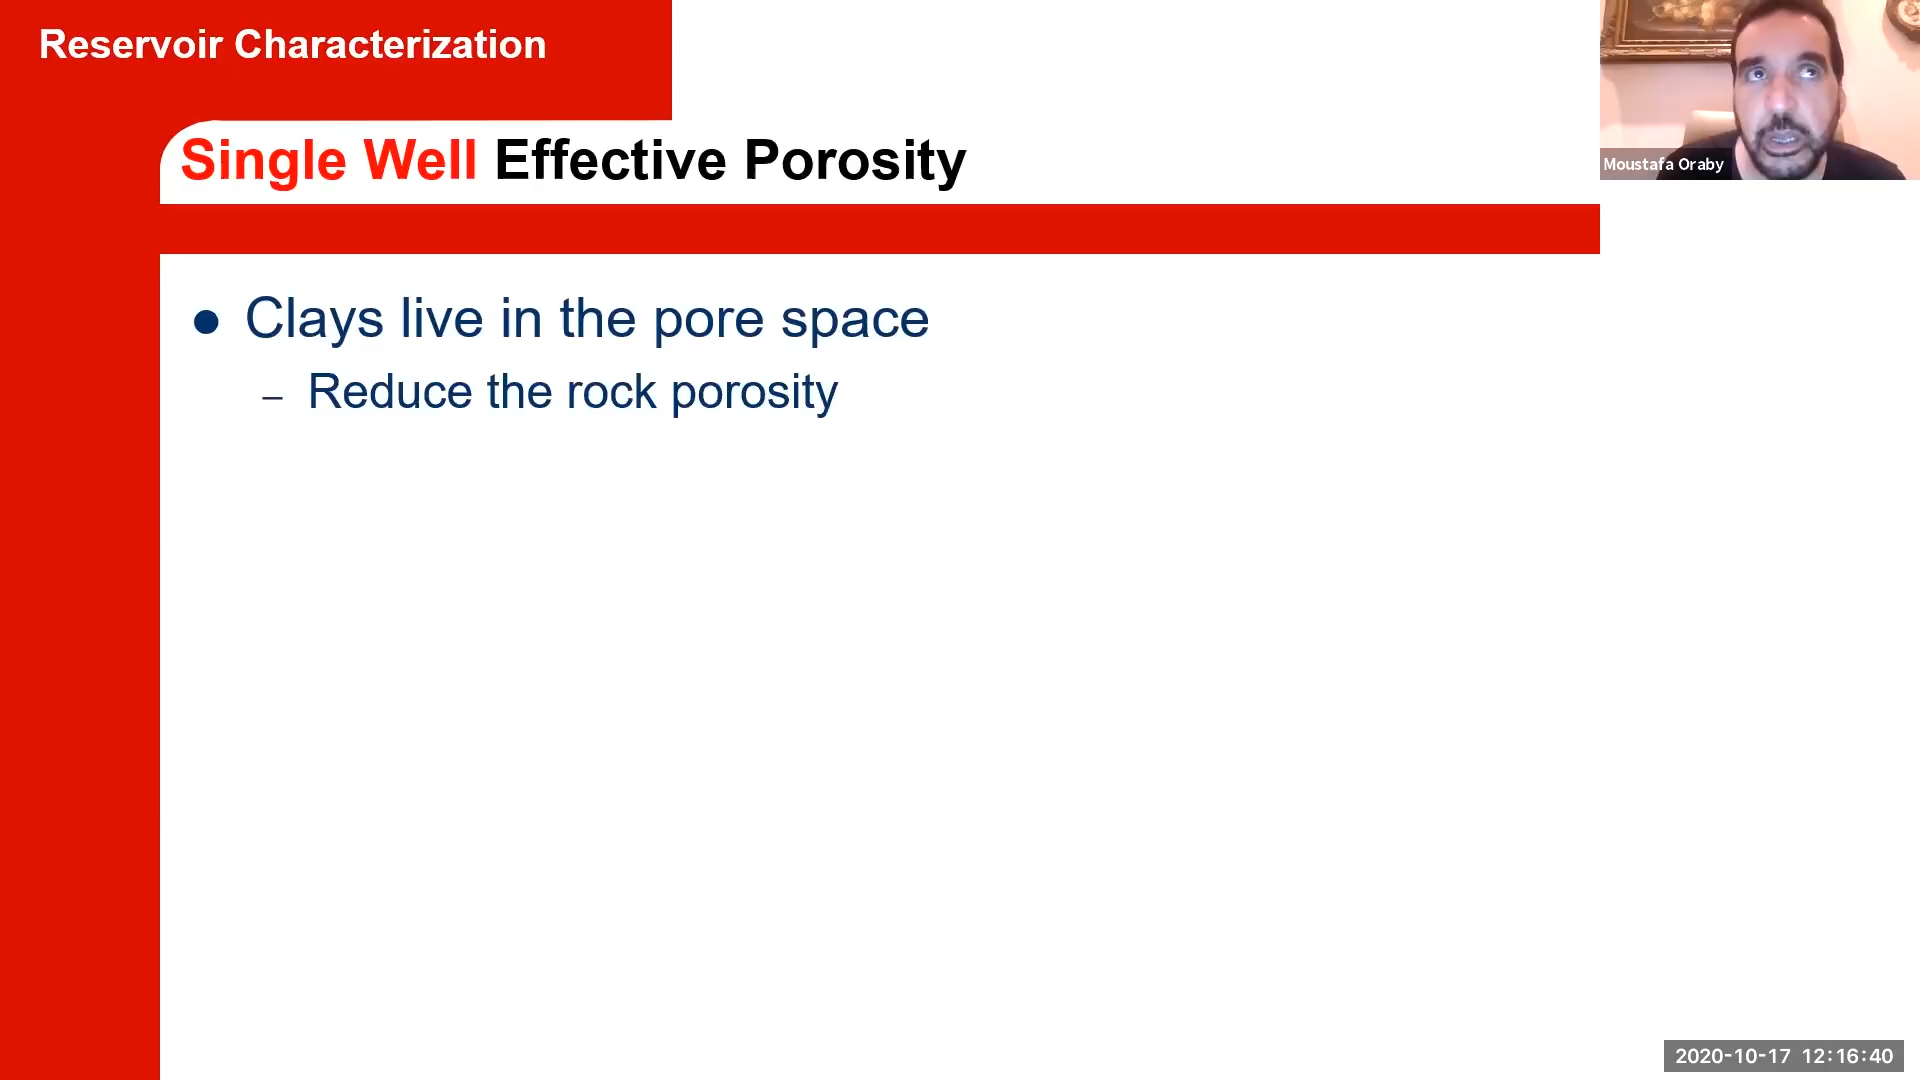 Reservoir Characterization
Single Well Effective Porosity
Moustafa Oraby
● Clays live in the pore space
– Reduce the rock porosity
2020-10-17 12:16:40